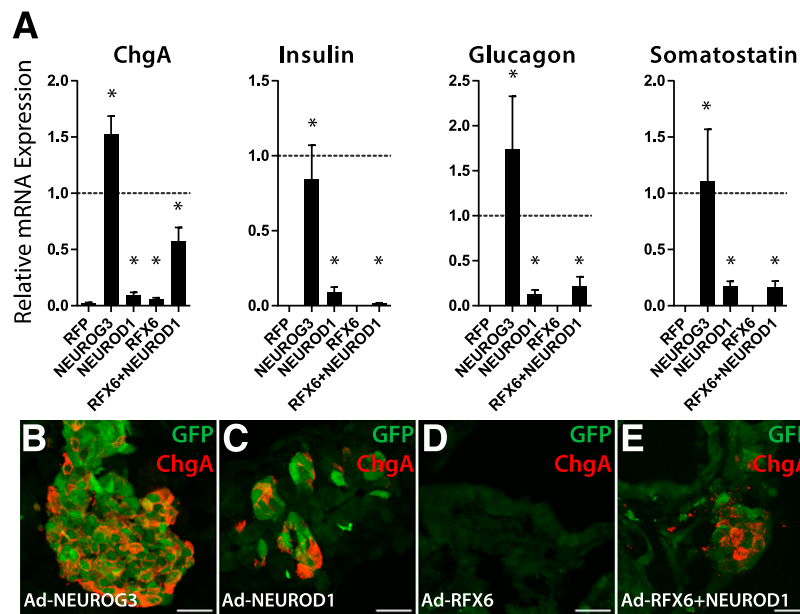 A
ChgA
Insulin
Glucagon
Somatostatin
Relative mRNA Expression
2.0
1.5
1.0
0.5
0.0
*
*
*
*
RFP
NEUROG3
NEUROD1
RFX6
RFX6+NEUROD1
1.5
1.0
0.5
0.0
*
*
*
RFP
NEUROG3
NEUROD1
RFX6
RFX6+NEUROD1
2.5
2.0
1.5
1.0
0.5
0.0
*
*
*
RFP
NEUROG3
NEUROD1
RFX6
RFX6+NEUROD1
2.0
1.5
1.0
0.5
0.0
*
*
*
RFP
NEUROG3
NEUROD1
RFX6
RFX6+NEUROD1
B
GFP
ChgA
Ad-NEUROG3
C
GFP
ChgA
Ad-NEUROD1
D
GFP
ChgA
Ad-RFX6
E
GFP
ChgA
Ad-RFX6+NEUROD1